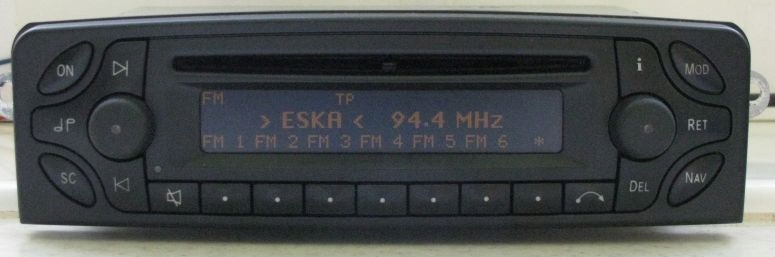 ON
i
MOD
FM TP
> ESKA < 94.4 MHz
FM 1 FM 2 FM 3 FM 4 FM 5 FM 6 *
RET
SC
DEL
NAV